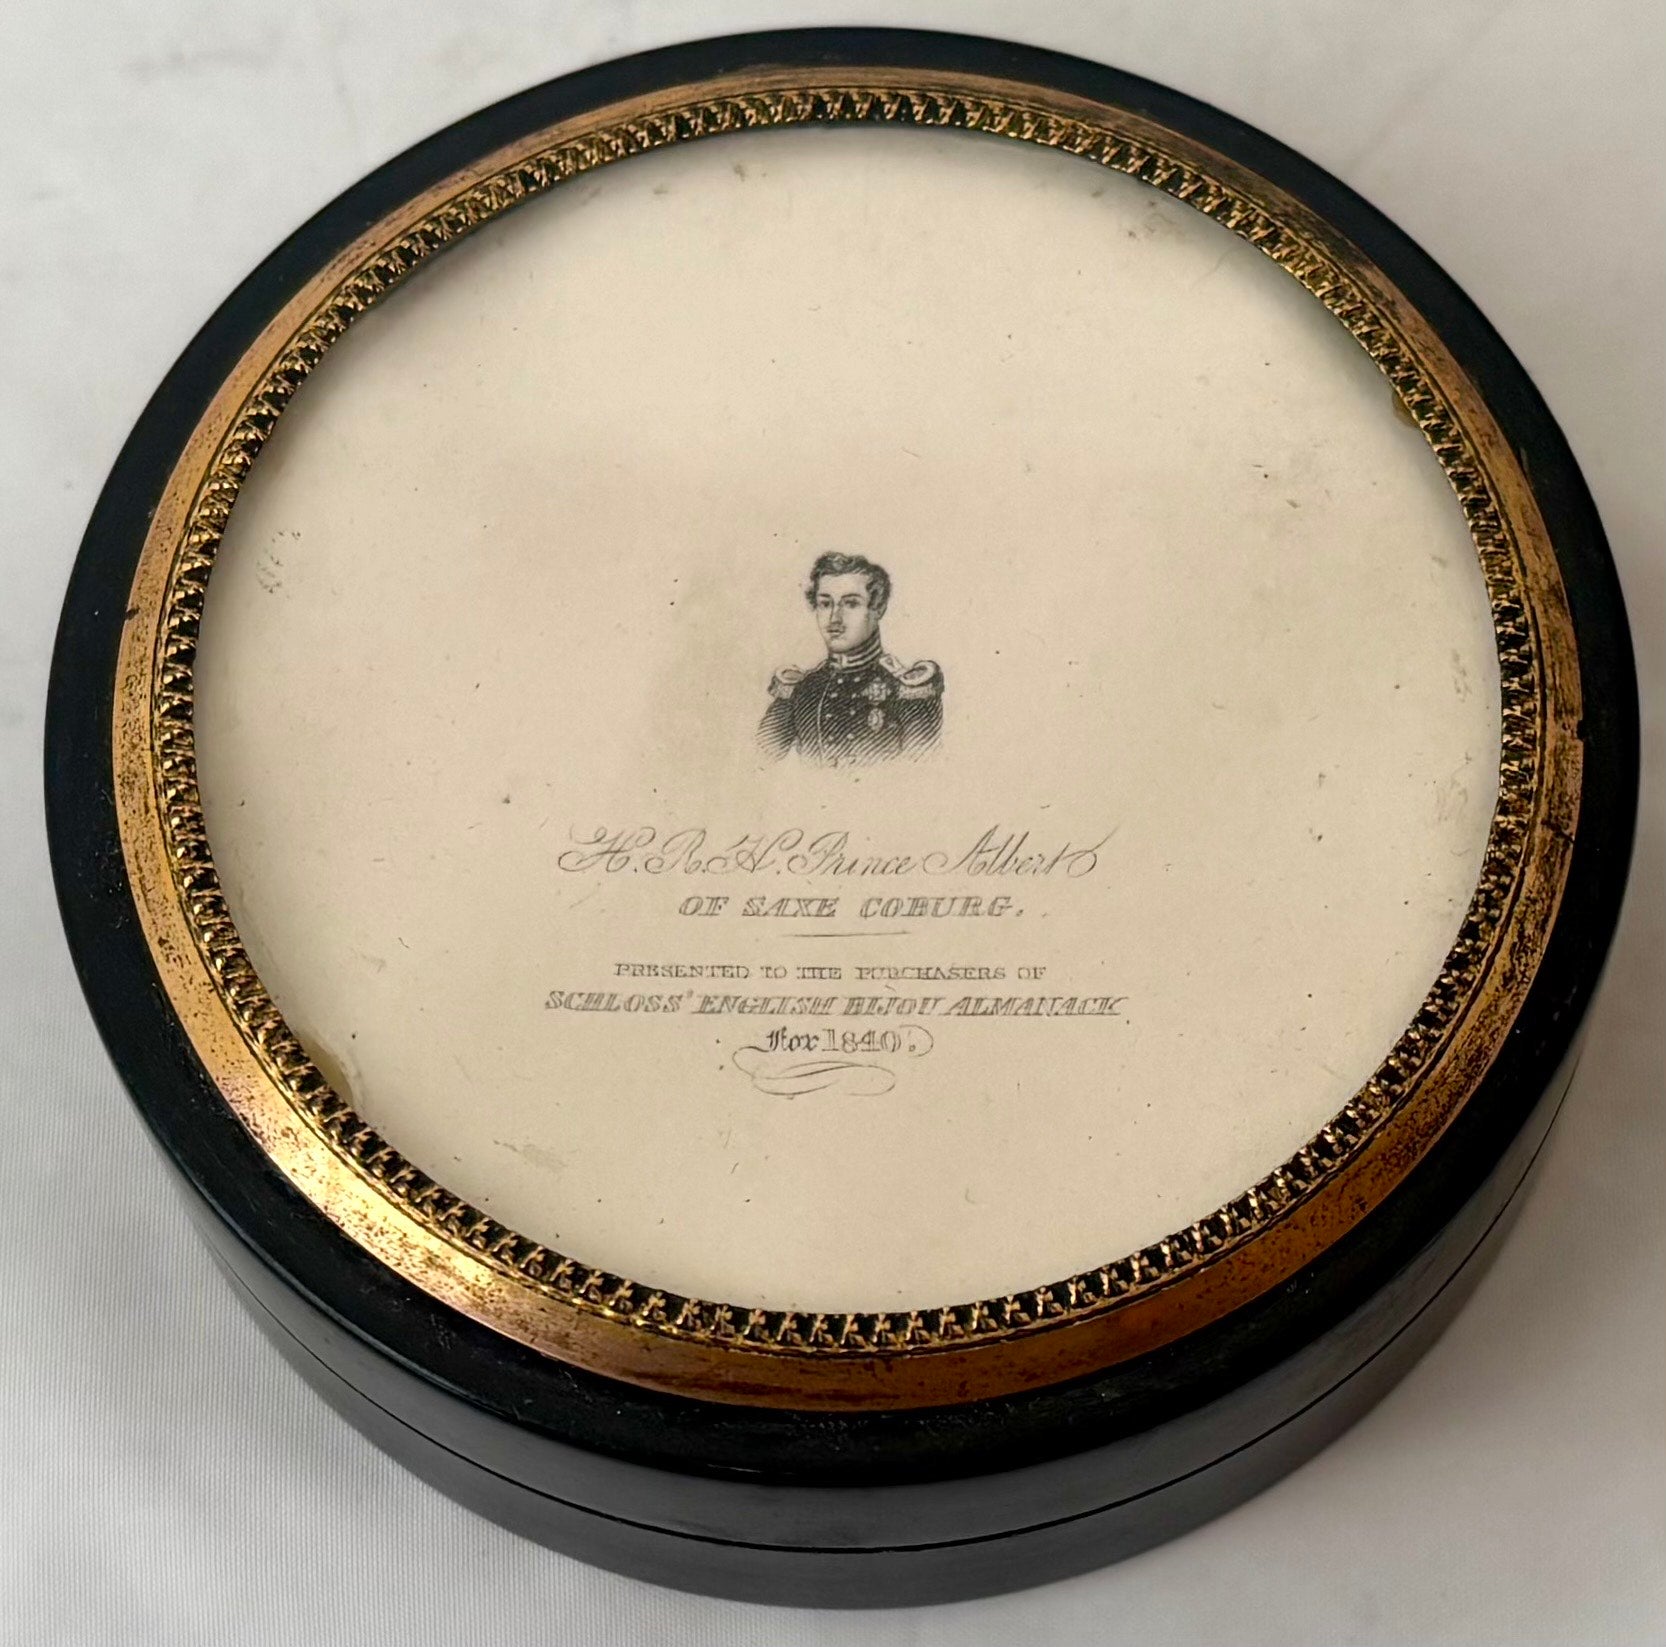 H.R.H. Prince Albert
OF SAXE COBURG.
PRESENTED TO THE PURCHASERS OF
SCHLOSS' ENGLISH BIJOU ALMANACK
For 1840.